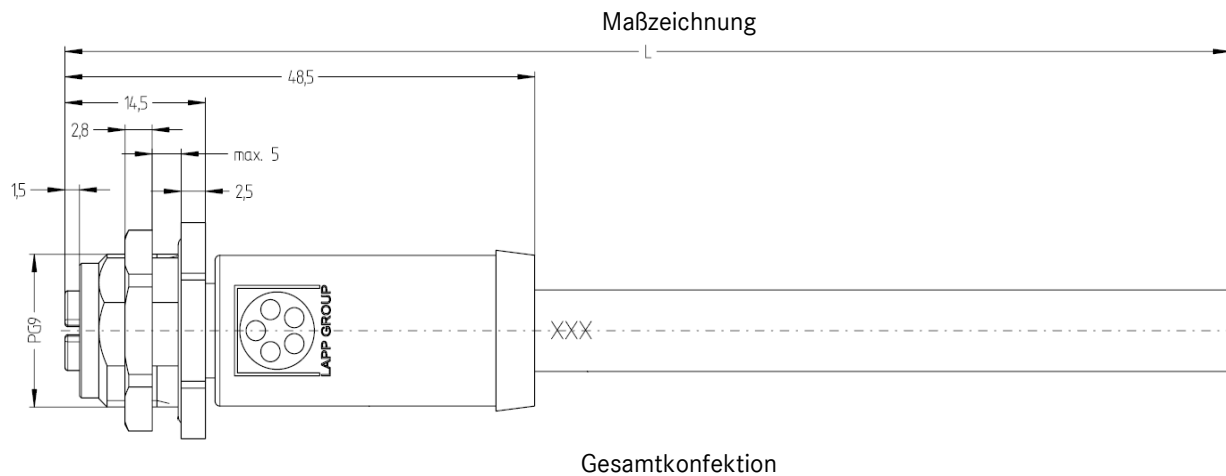 Maßzeichnung
L
48,5
14,5
2,8
max. 5
1,5
2,5
PG9
LAPP GROUP
XXX
Gesamtkonfektion